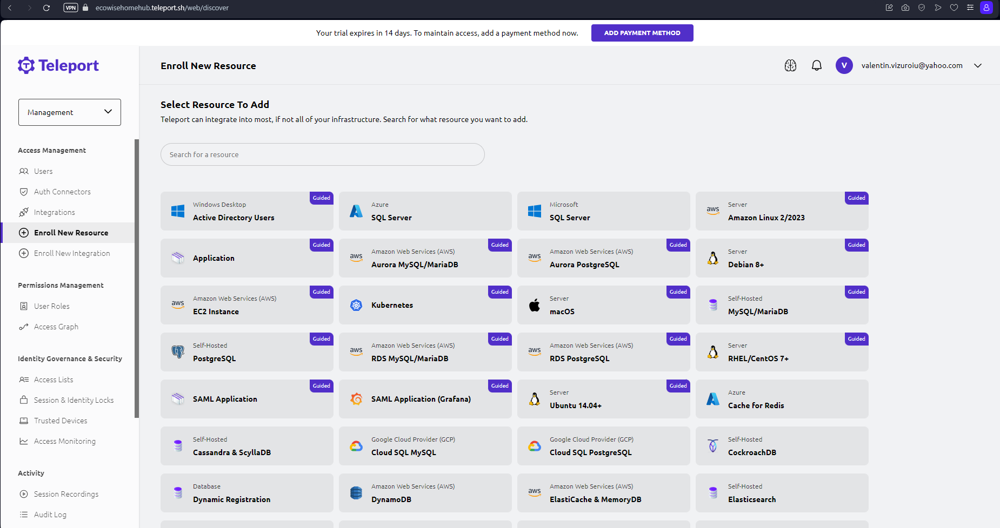 VPN
ecowisehomehub.teleport.sh/web/discover
Your trial expires in 14 days. To maintain access, add a payment method now.
ADD PAYMENT METHOD
Teleport
Enroll New Resource
V
valentin.vizuroiu@yahoo.com
Management
Access Management
Users
Auth Connectors
Integrations
Enroll New Resource
Enroll New Integration
Permissions Management
User Roles
Access Graph
Identity Governance & Security
Access Lists
Session & Identity Locks
Trusted Devices
Access Monitoring
Activity
Session Recordings
Audit Log
Select Resource To Add
Teleport can integrate into most, if not all of your infrastructure. Search for what resource you want to add.
Search for a resource
Guided
Windows Desktop
Active Directory Users
Azure
SQL Server
Microsoft
SQL Server
Guided
aws
Server
Amazon Linux 2/2023
Guided
Application
Guided
aws
Amazon Web Services (AWS)
Aurora MySQL/MariaDB
Guided
aws
Amazon Web Services (AWS)
Aurora PostgreSQL
Guided
Server
Debian 8+
Guided
aws
Amazon Web Services (AWS)
EC2 Instance
Guided
Kubernetes
Guided
Server
macOS
Guided
Self-Hosted
MySQL/MariaDB
Guided
Self-Hosted
PostgreSQL
Guided
aws
Amazon Web Services (AWS)
RDS MySQL/MariaDB
Guided
aws
Amazon Web Services (AWS)
RDS PostgreSQL
Guided
Server
RHEL/CentOS 7+
Guided
SAML Application
Guided
SAML Application (Grafana)
Guided
Server
Ubuntu 14.04+
Azure
Cache for Redis
Self-Hosted
Cassandra & ScyllaDB
Google Cloud Provider (GCP)
Cloud SQL MySQL
Google Cloud Provider (GCP)
Cloud SQL PostgreSQL
Self-Hosted
CockroachDB
Database
Dynamic Registration
Amazon Web Services (AWS)
DynamoDB
aws
Amazon Web Services (AWS)
ElastiCache & MemoryDB
Self-Hosted
Elasticsearch